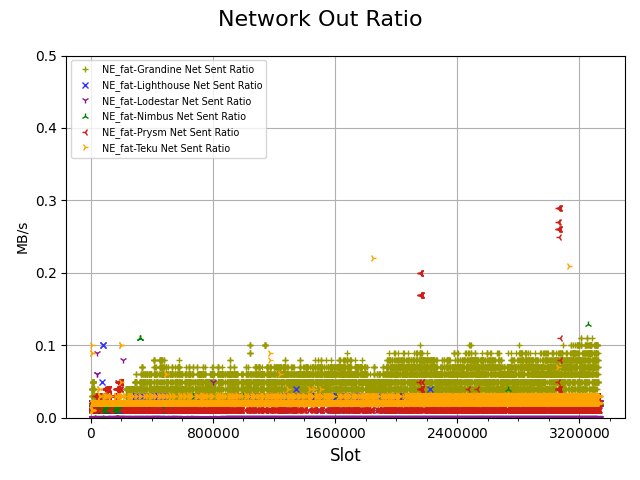 Network Out Ratio
0.5
0.4
0.3
0.2
0.1
0.0
MB/s
NE_fat-Grandine Net Sent Ratio
NE_fat-Lighthouse Net Sent Ratio
NE_fat-Lodestar Net Sent Ratio
NE_fat-Nimbus Net Sent Ratio
NE_fat-Prysm Net Sent Ratio
NE_fat-Teku Net Sent Ratio
0 800000 1600000 2400000 3200000
Slot